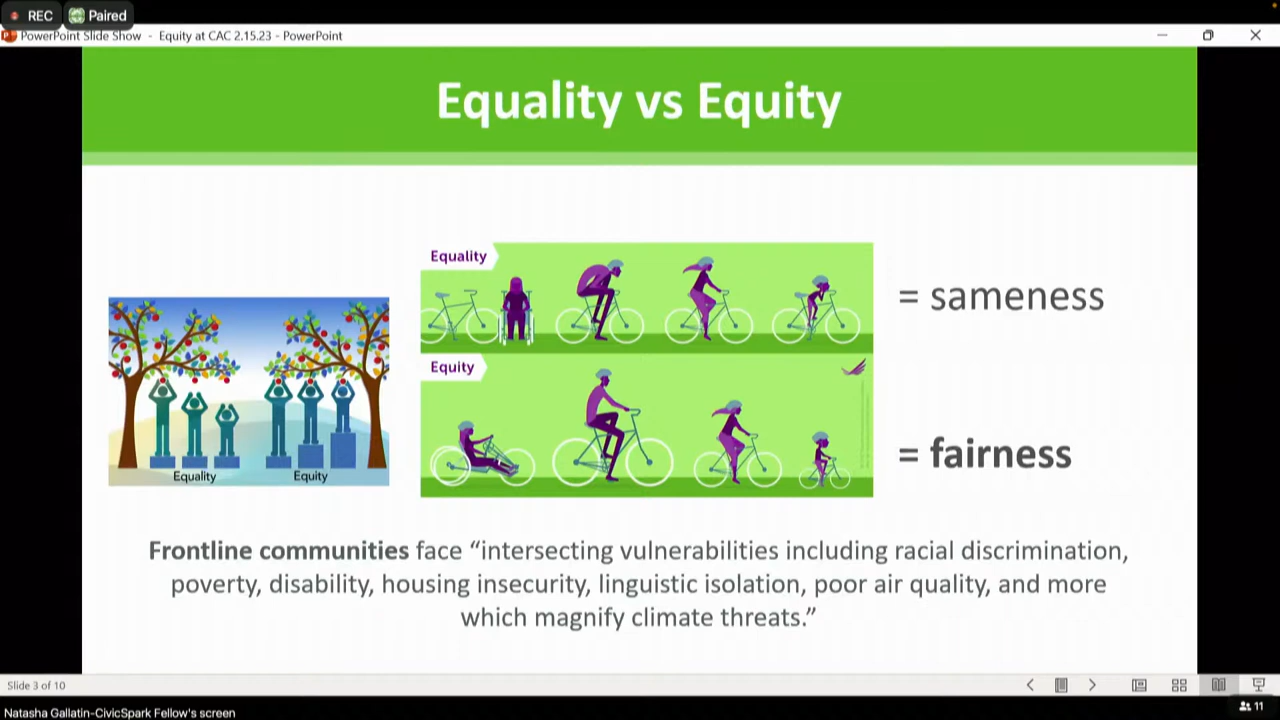 REC Paired
PowerPoint Slide Show - Equity at CAC 2.15.23 - PowerPoint
Equality vs Equity
Equality
= sameness
Equity
= fairness
Equality Equity
Frontline communities face “intersecting vulnerabilities including racial discrimination,
poverty, disability, housing insecurity, linguistic isolation, poor air quality, and more
which magnify climate threats.”
Slide 3 of 10
Natasha Gallatin-CivicSpark Fellow's screen
11